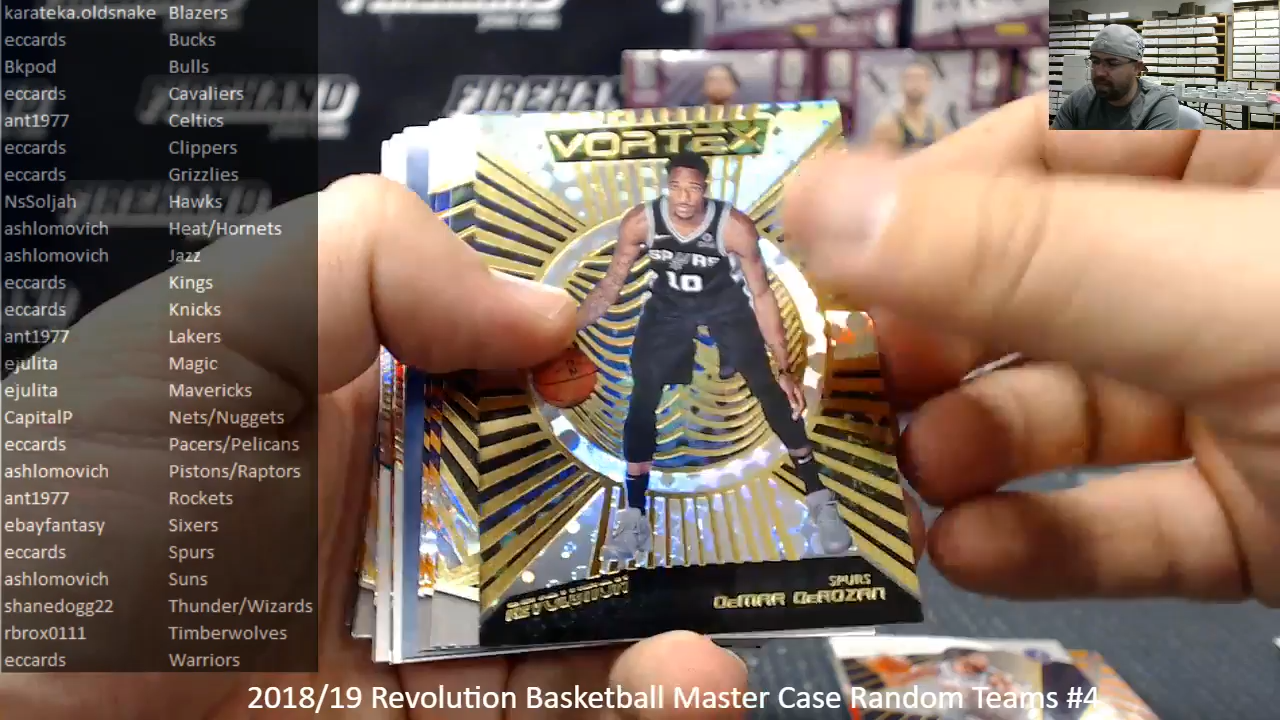 karateka.oldsnake Blazers
eccards Bucks
Bkpod Bulls
eccards Cavaliers
ant1977 Celtics
eccards Clippers
eccards Grizzlies
NsSoljah Hawks
ashlomovich Heat/Hornets
ashlomovich Jazz
eccards Kings
eccards Knicks
ant1977 Lakers
ejulita Magic
ejulita Mavericks
CapitalP Nets/Nuggets
eccards Pacers/Pelicans
ashlomovich Pistons/Raptors
ant1977 Rockets
ebayfantasy Sixers
eccards Spurs
ashlomovich Suns
shanedogg22 Thunder/Wizards
rbrox0111 Timberwolves
eccards Warriors
FIREHAND
FIREHAND
VORTEX
SPURS
10
SPURS
REVOLUTION
DeMAR DeROZAN
2018/19 Revolution Basketball Master Case Random Teams #4